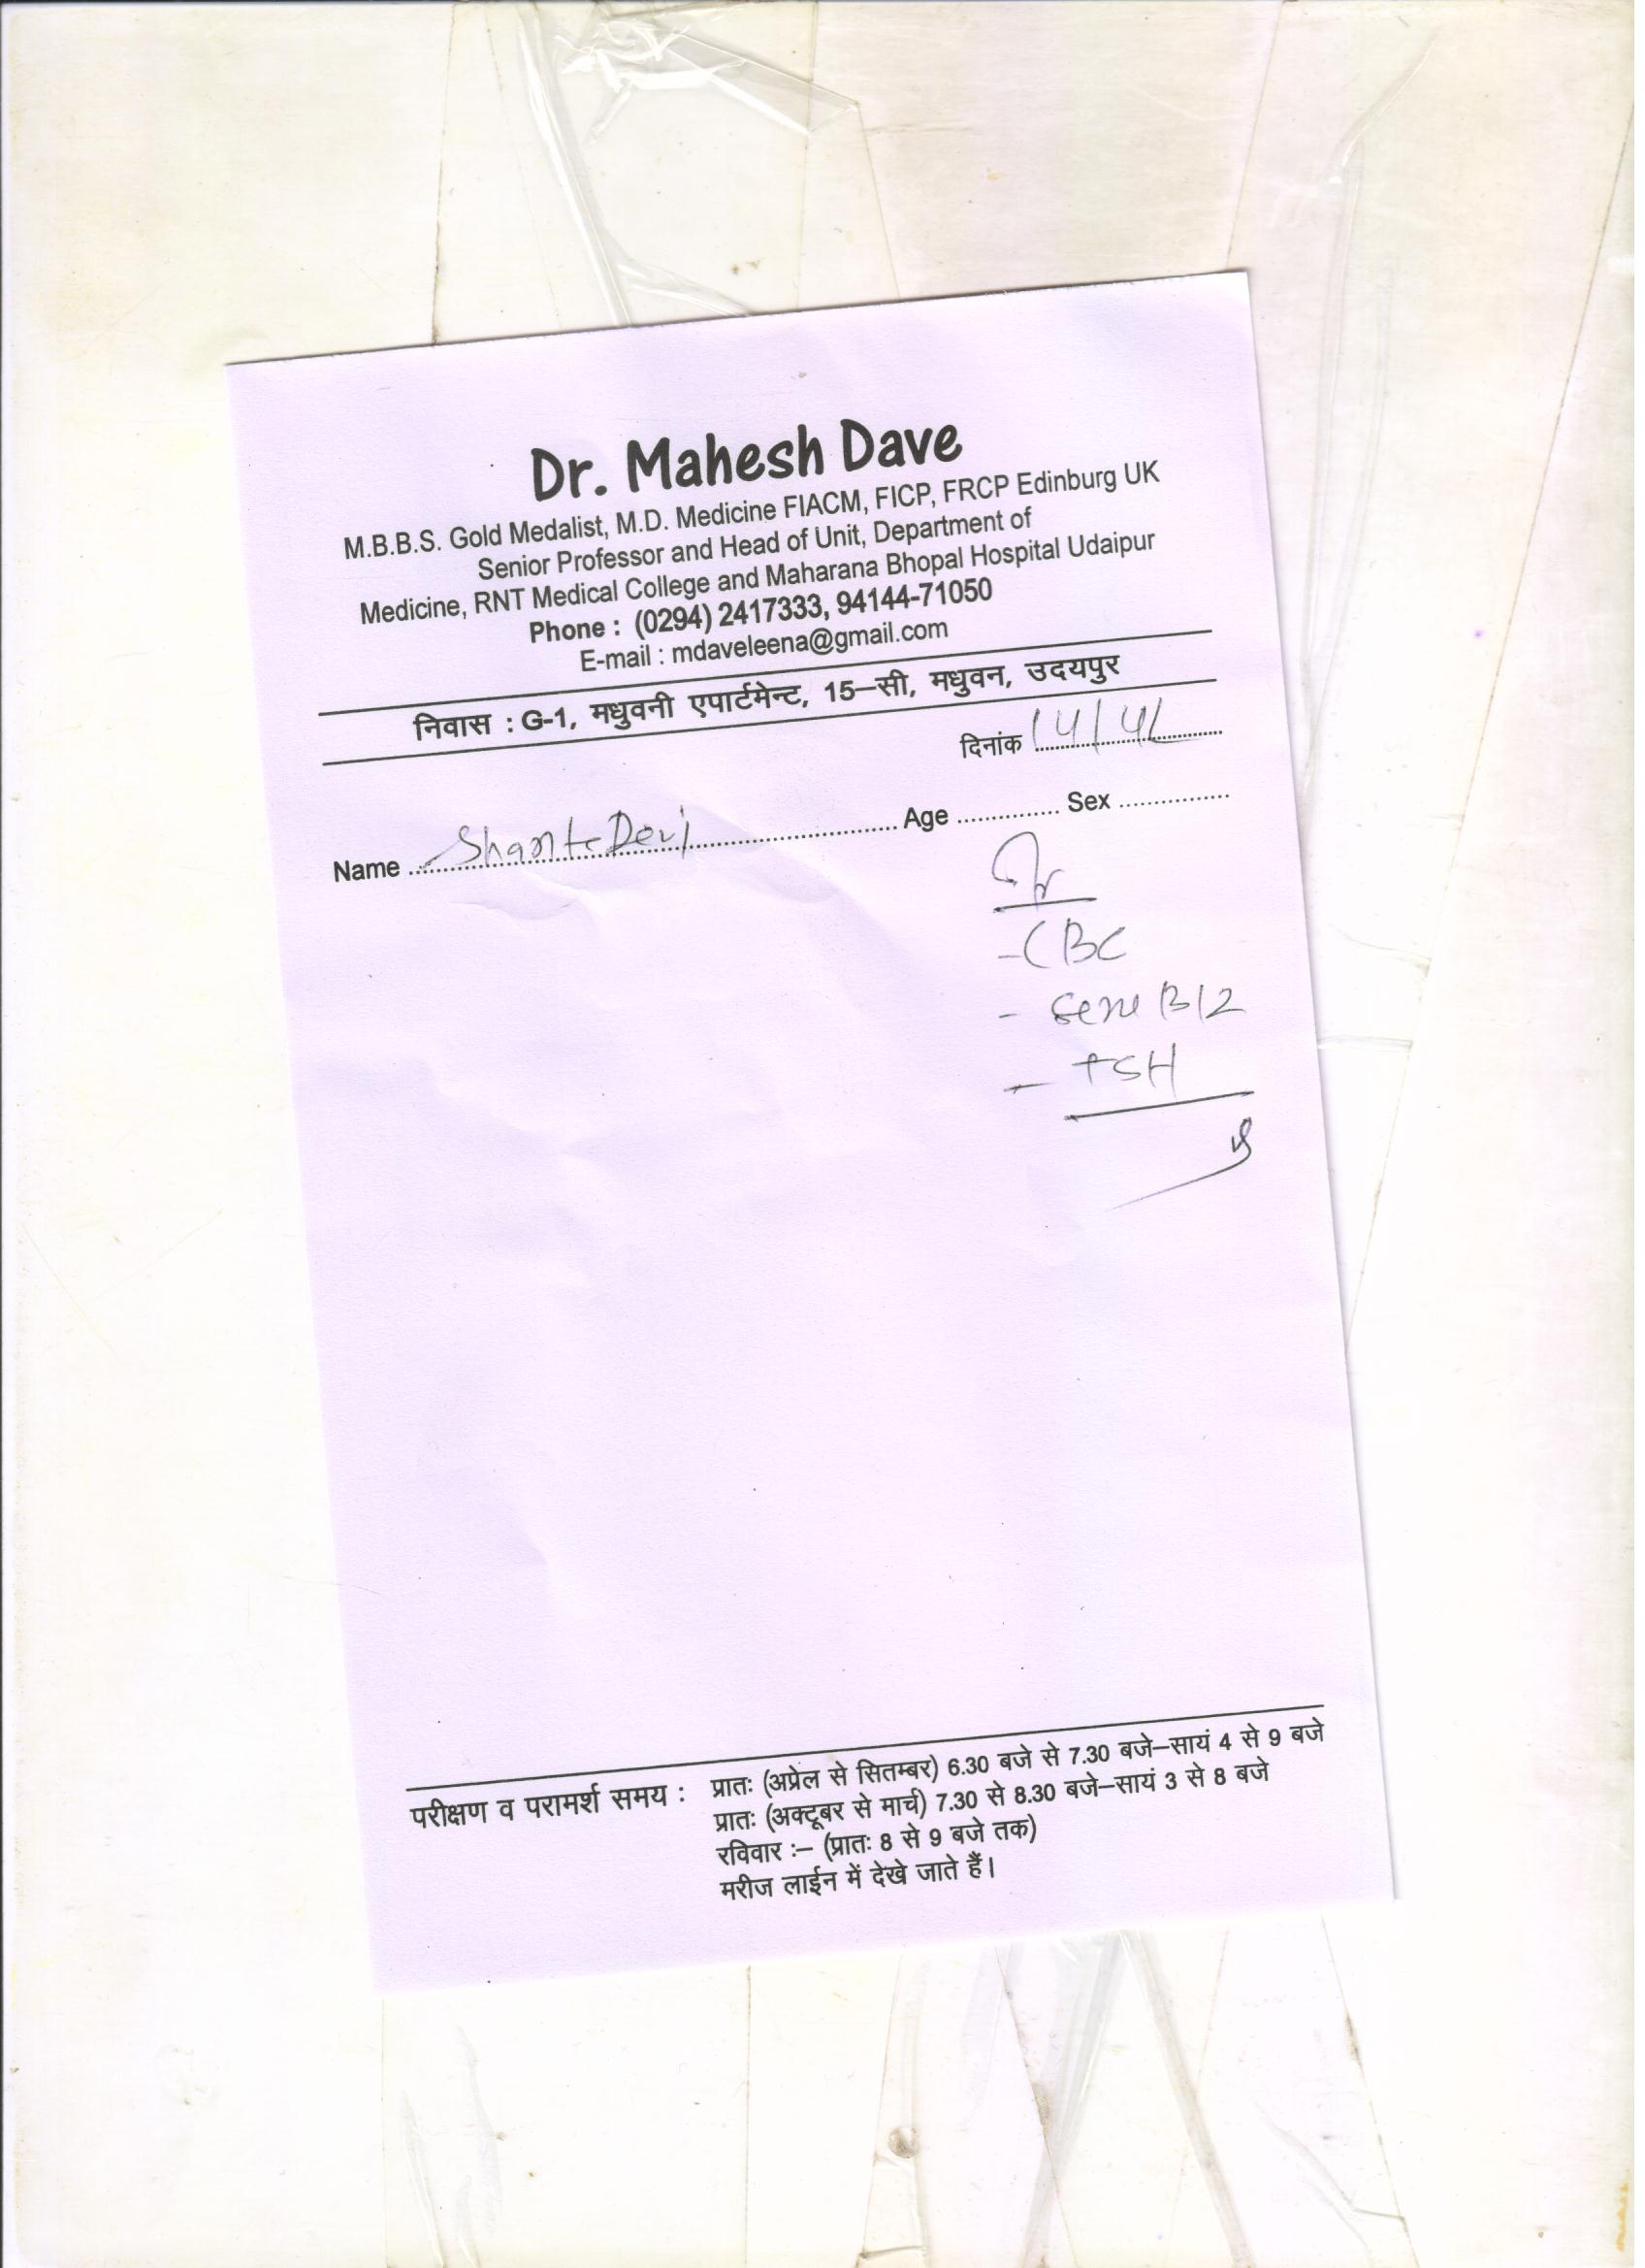 Dr. Mahesh Dave
M.B.B.S. Gold Medalist, M.D. Medicine FIACM, FICP, FRCP Edinburg UK
Senior Professor and Head of Unit, Department of
Medicine, RNT Medical College and Maharana Bhopal Hospital Udaipur
Phone : (0294) 2417333, 94144-71050
E-mail : mdaveleena@gmail.com
निवास : G-1, मधुवनी एपार्टमेन्ट, 15–सी, मधुवन, उदयपुर
दिनांक 14/4/
Name Shanti Devi Age ............. Sex ................
- CBC
- B12
- TSH
परीक्षण व परामर्श समय : प्रातः (अप्रेल से सितम्बर) 6.30 बजे से 7.30 बजे–सायं 4 से 9 बजे
प्रातः (अक्टूबर से मार्च) 7.30 से 8.30 बजे–सायं 3 से 8 बजे
रविवार :– (प्रातः 8 से 9 बजे तक)
मरीज लाईन में देखे जाते हैं।